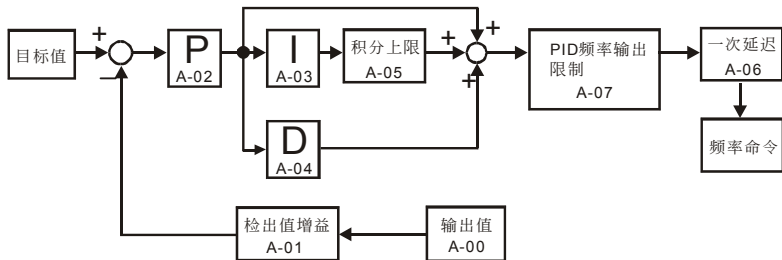 目标值
+
−
P
A-02
I
A-03
积分上限
A-05
+
+
+
D
A-04
PID频率输出
限制
A-07
一次延迟
A-06
频率命令
检出值增益
A-01
输出值
A-00